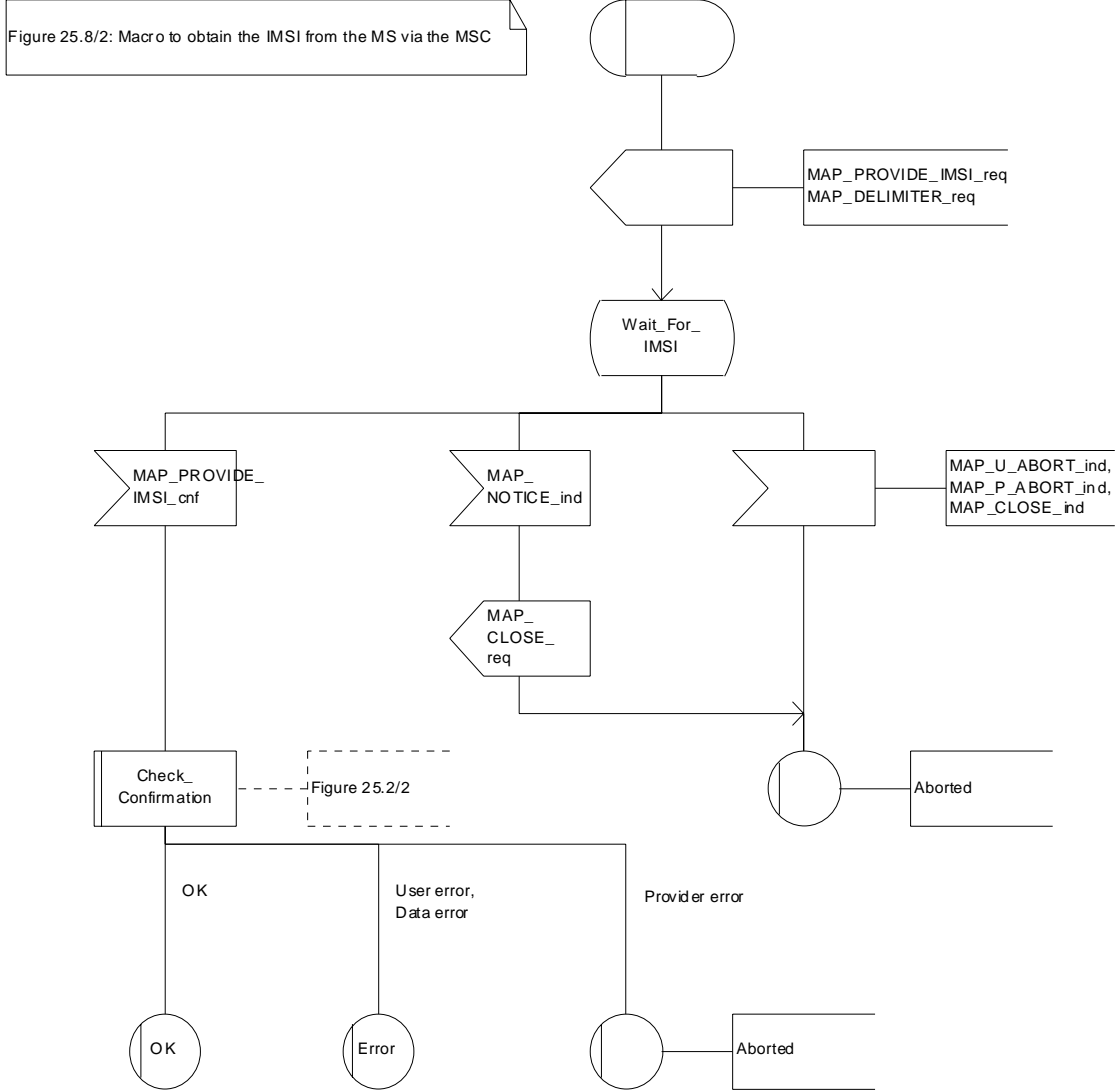 Figure 25.8/2: Macro to obtain the IMSI from the MS via the MSC
MAP_PROVIDE_IMSI_req
MAP_DELIMITER_req
Wait_For_
IMSI
MAP_PROVIDE_
IMSI_cnf
MAP_
NOTICE_ind
MAP_U_ABORT_ind,
MAP_P_ABORT_ind,
MAP_CLOSE_ind
MAP_
CLOSE_
req
Check_
Confirmation
Figure 25.2/2
Aborted
OK
User error,
Data error
Provider error
OK
Error
Aborted